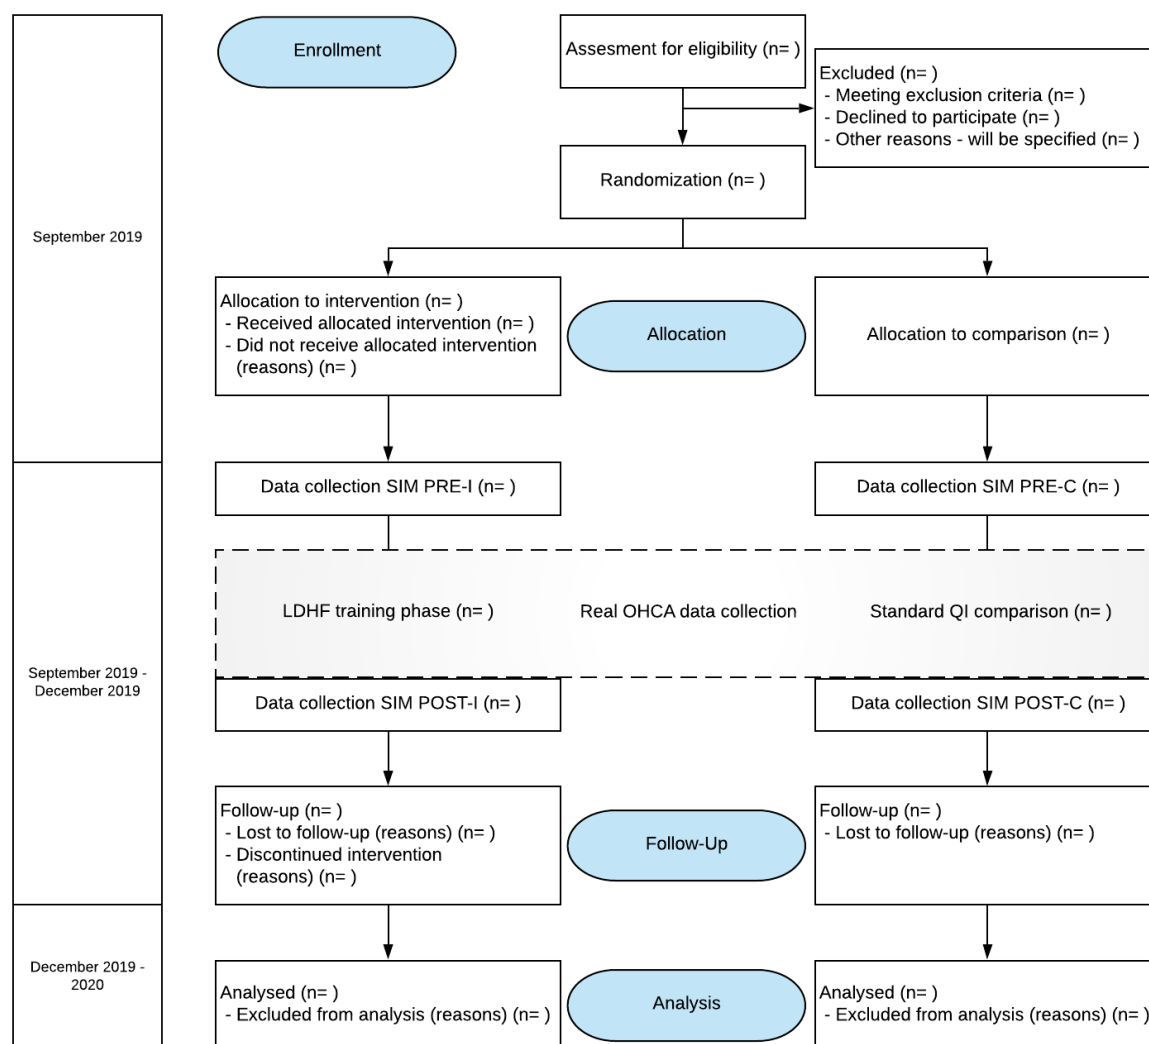 Enrollment
Assesment for eligibility (n= )
Excluded (n= )
- Meeting exclusion criteria (n= )
- Declined to participate (n= )
- Other reasons - will be specified (n= )
Randomization (n= )
September 2019
Allocation to intervention (n= )
- Received allocated intervention (n= )
- Did not receive allocated intervention
(reasons) (n= )
Allocation
Allocation to comparison (n= )
Data collection SIM PRE-I (n= )
Data collection SIM PRE-C (n= )
LDHF training phase (n= )
Real OHCA data collection
Standard QI comparison (n= )
September 2019 -
December 2019
Data collection SIM POST-I (n= )
Data collection SIM POST-C (n= )
Follow-up (n= )
- Lost to follow-up (reasons) (n= )
- Discontinued intervention
(reasons) (n= )
Follow-Up
Follow-up (n= )
- Lost to follow-up (reasons) (n= )
December 2019 -
2020
Analysed (n= )
- Excluded from analysis (reasons) (n= )
Analysis
Analysed (n= )
- Excluded from analysis (reasons) (n= )